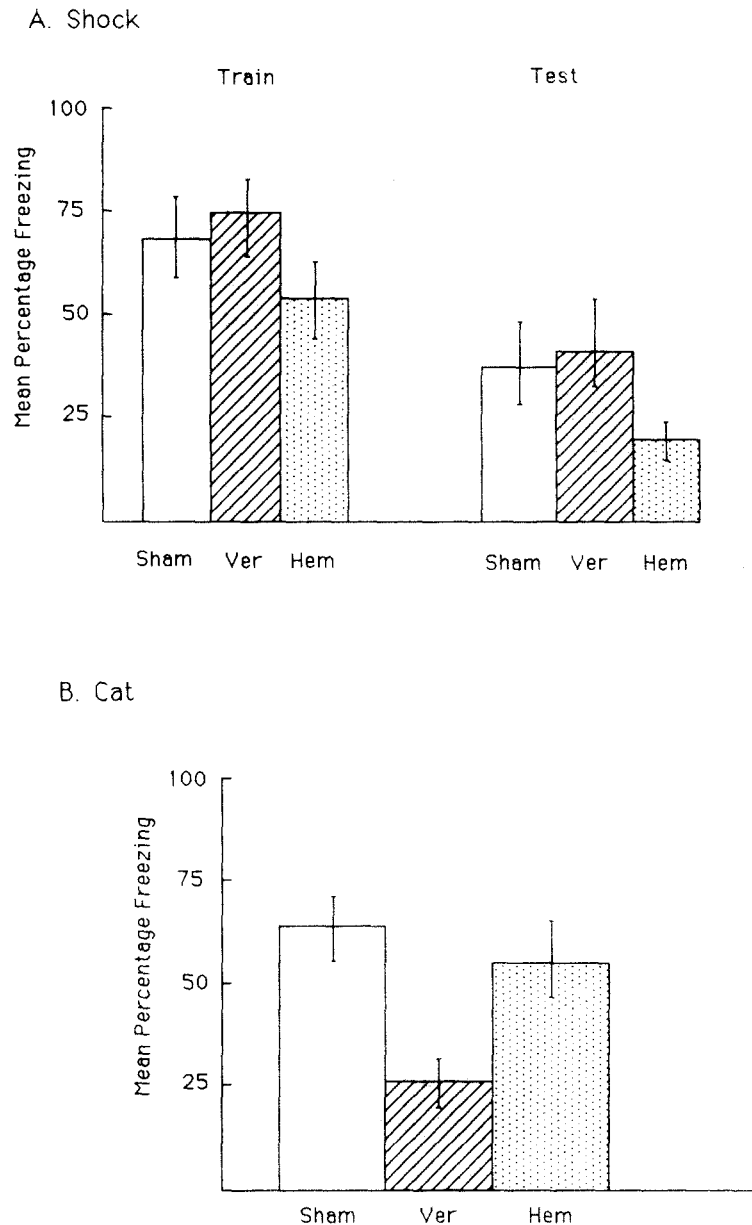 A. Shock
Train Test
Mean Percentage Freezing
100
75
50
25
Sham Ver Hem Sham Ver Hem
B. Cat
Mean Percentage Freezing
100
75
50
25
Sham Ver Hem